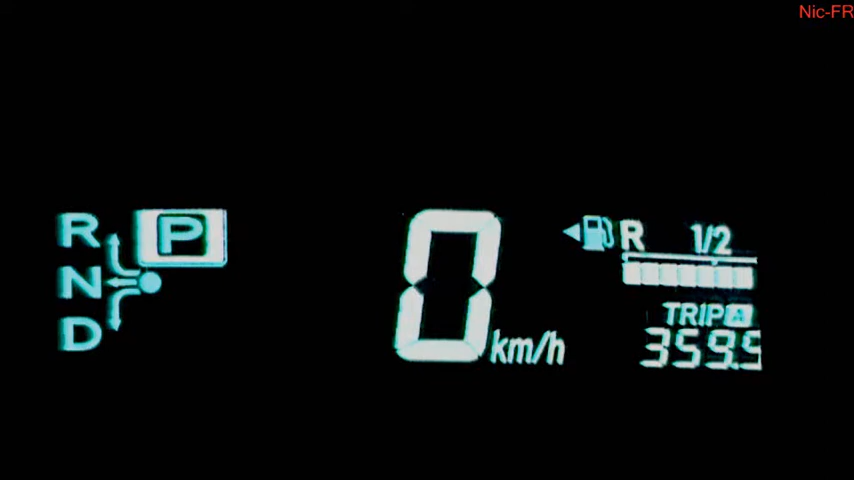 Nic-FR
R P
N
D
0 km/h
R 1/2
TRIP A
359.5